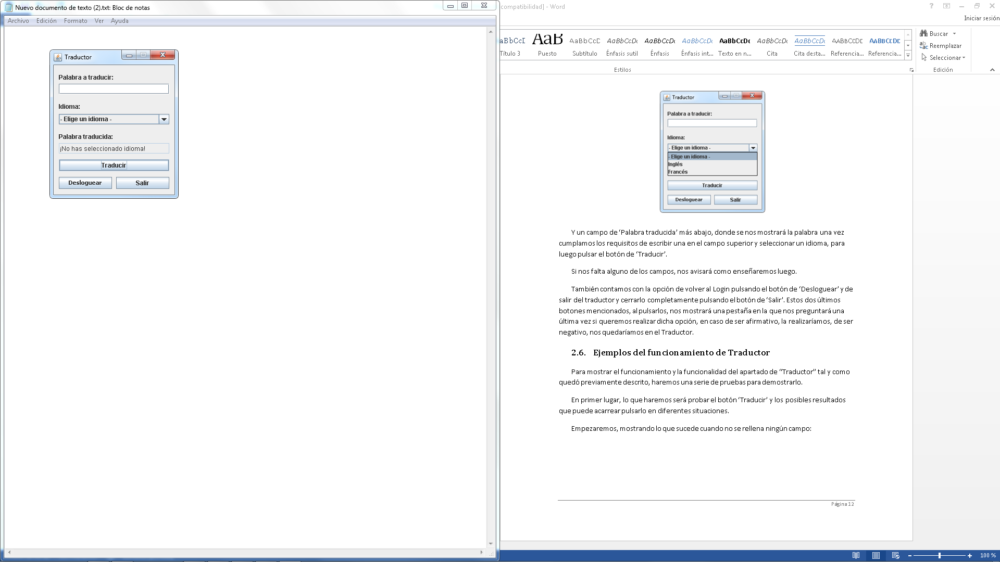 Nuevo documento de texto (2).txt: Bloc de notas
Archivo Edición Formato Ver Ayuda
Traductor
Palabra a traducir:
Idioma:
- Elige un idioma -
Palabra traducida:
¡No has seleccionado idioma!
Traducir
Desloguear Salir
compatibilidad] - Word
Iniciar sesión
AaBbCcI AaB AaBbCcD AaBbCcDc AaBbCcDc AaBbCcDc AaBbCcDc AaBbCcDc AaBbCcDc AABBCCDE AABBCCDE
Título 3 Puesto Subtítulo Énfasis sutil Énfasis Énfasis int... Texto en n... Cita Cita desta... Referencia... Referencia...
Estilos
Buscar
Reemplazar
Seleccionar
Edición
Traductor
Palabra a traducir:
Idioma:
- Elige un idioma -
- Elige un idioma -
Inglés
Francés
Traducir
Desloguear Salir
Y un campo de ‘Palabra traducida’ más abajo, donde se nos mostrará la palabra una vez
cumplamos los requisitos de escribir una en el campo superior y seleccionar un idioma, para
luego pulsar el botón de ‘Traducir’.
Si nos falta alguno de los campos, nos avisará como enseñaremos luego.
También contamos con la opción de volver al Login pulsando el botón de ‘Desloguear’ y de
salir del traductor y cerrarlo completamente pulsando el botón de ‘Salir’. Estos dos últimos
botones mencionados, al pulsarlos, nos mostrará una pestaña en la que nos preguntará una
última vez si queremos realizar dicha opción, en caso de ser afirmativo, la realizaríamos, de ser
negativo, nos quedaríamos en el Traductor.
2.6. Ejemplos del funcionamiento de Traductor
Para mostrar el funcionamiento y la funcionalidad del apartado de “Traductor” tal y como
quedó previamente descrito, haremos una serie de pruebas para demostrarlo.
En primer lugar, lo que haremos será probar el botón ‘Traducir’ y los posibles resultados
que puede acarrear pulsarlo en diferentes situaciones.
Empezaremos, mostrando lo que sucede cuando no se rellena ningún campo:
Página 12
100 %